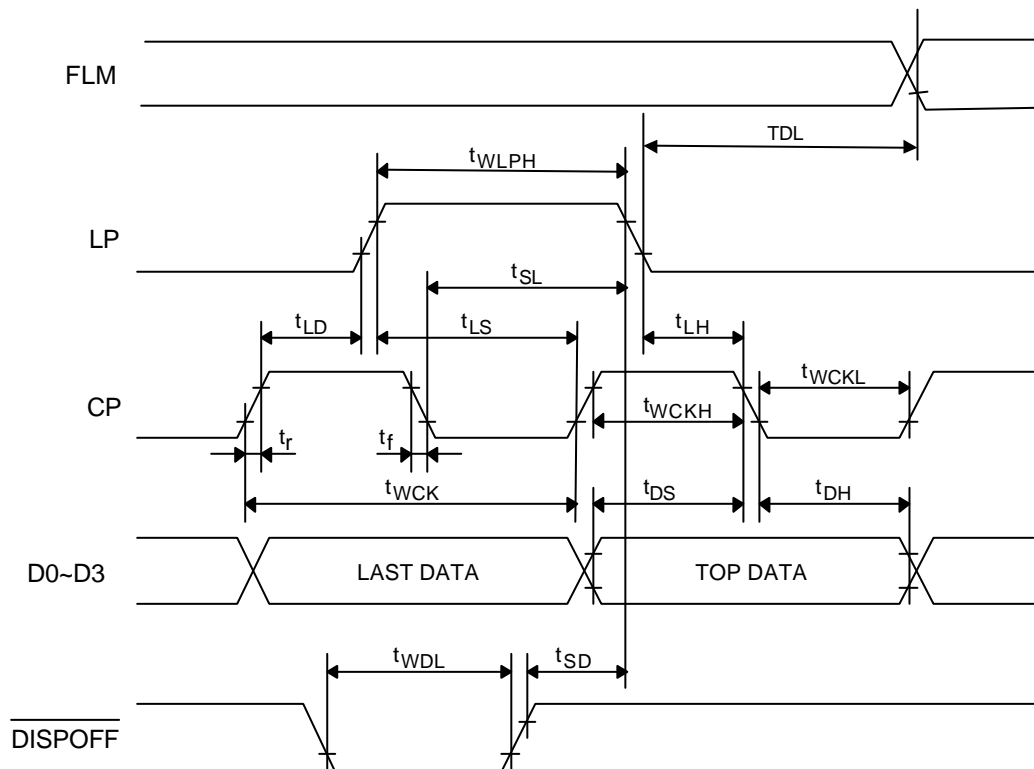 FLM
TDL
tWLPH
LP
tSL
tLD
tLS
tLH
tWCKL
CP
tWCKH
tr
tf
tWCK
tDS
tDH
D0~D3
LAST DATA
TOP DATA
tWDL
tSD
DISPOFF